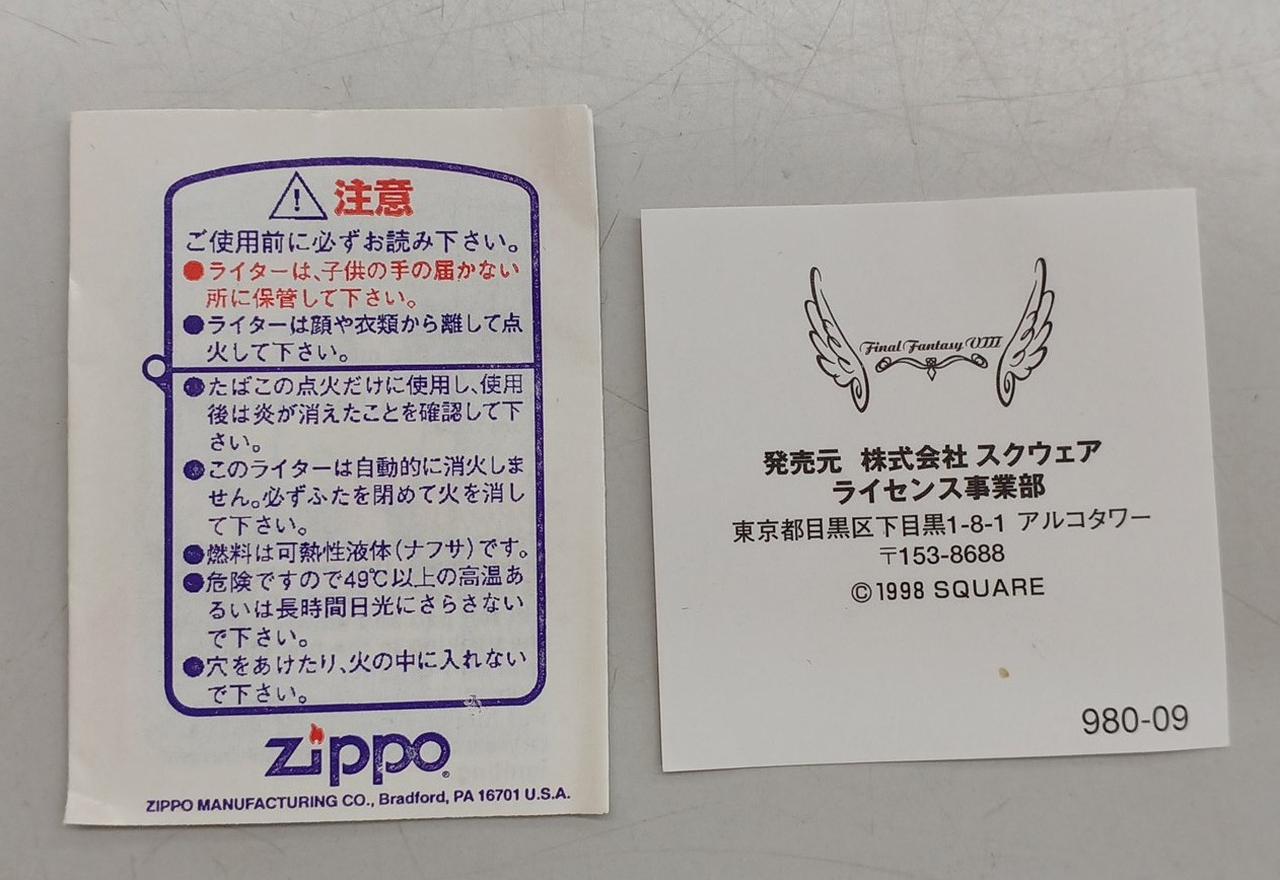 注意
ご使用前に必ずお読み下さい。
●ライターは、子供の手の届かない
所に保管して下さい。
●ライターは顔や衣類から離して点
火して下さい。
●たばこの点火だけに使用し、使用
後は炎が消えたことを確認して下
さい。
●このライターは自動的に消火しま
せん。必ずふたを閉めて火を消し
て下さい。
●燃料は可熱性液体(ナフサ)です。
●危険ですので49℃以上の高温あ
るいは長時間日光にさらさない
で下さい。
●穴をあけたり、火の中に入れない
で下さい。
zippo®
ZIPPO MANUFACTURING CO., Bradford, PA 16701 U.S.A.
Final Fantasy VIII
発売元 株式会社 スクウェア
ライセンス事業部
東京都目黒区下目黒1-8-1 アルコタワー
〒153-8688
©1998 SQUARE
980-09